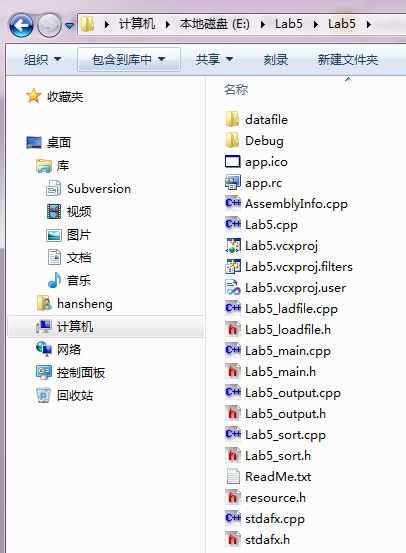 计算机 本地磁盘 (E:) Lab5 Lab5
组织 包含到库中 共享 刻录 新建文件夹
收藏夹
桌面
库
Subversion
视频
图片
文档
音乐
hansheng
计算机
网络
控制面板
回收站
名称
datafile
Debug
app.ico
app.rc
AssemblyInfo.cpp
Lab5.cpp
Lab5.vcxproj
Lab5.vcxproj.filters
Lab5.vcxproj.user
Lab5_ladfile.cpp
Lab5_loadfile.h
Lab5_main.cpp
Lab5_main.h
Lab5_output.cpp
Lab5_output.h
Lab5_sort.cpp
Lab5_sort.h
ReadMe.txt
resource.h
stdafx.cpp
stdafx.h